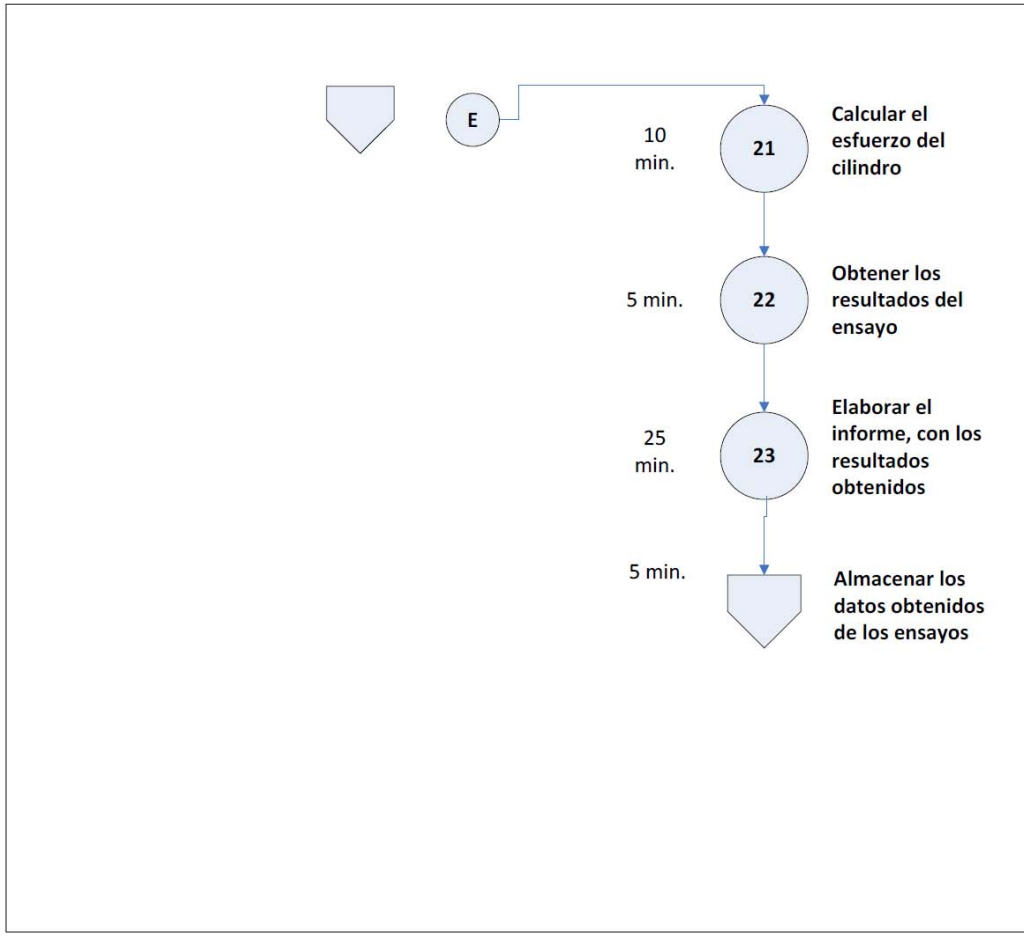 E
10
min.
21
Calcular el
esfuerzo del
cilindro
5 min.
22
Obtener los
resultados del
ensayo
25
min.
23
Elaborar el
informe, con los
resultados
obtenidos
5 min.
Almacenar los
datos obtenidos
de los ensayos